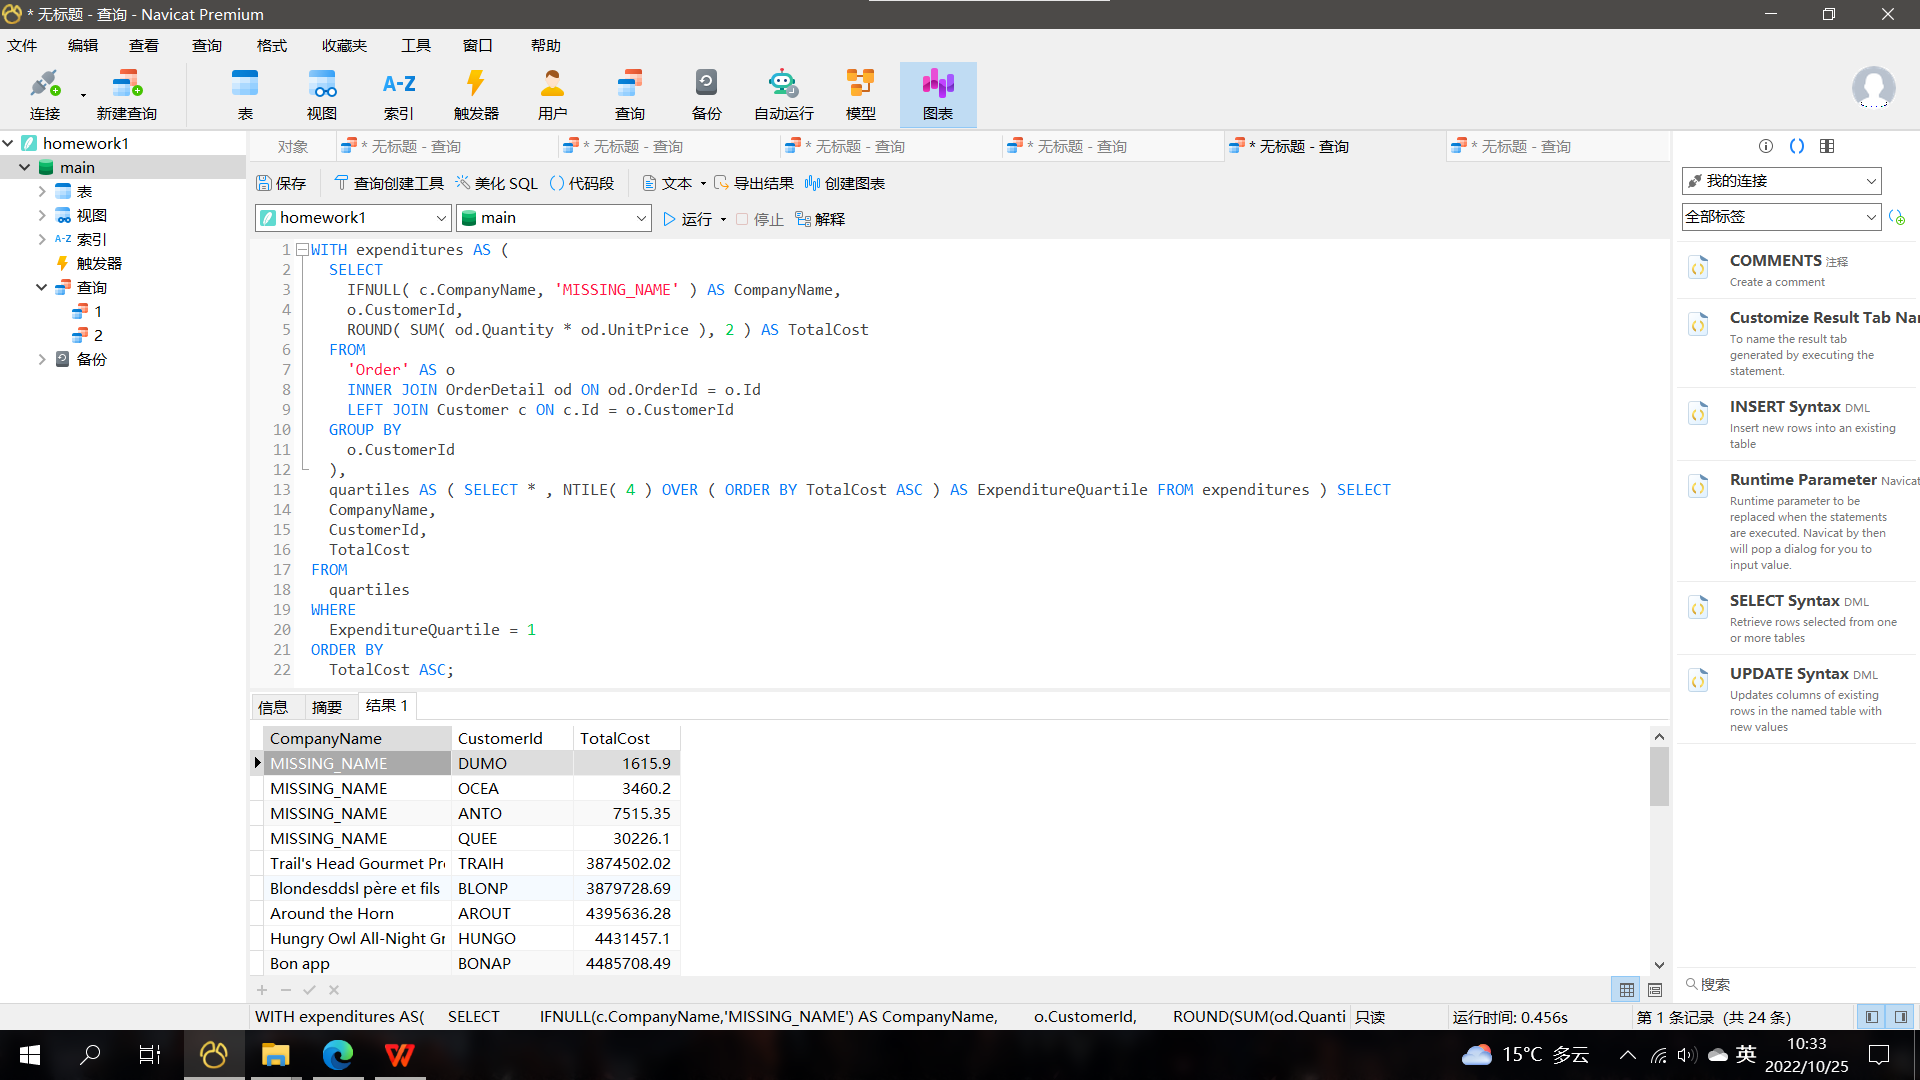 * 无标题 - 查询 - Navicat Premium
文件 编辑 查看 查询 格式 收藏夹 工具 窗口 帮助
连接 新建查询 表 视图 索引 触发器 用户 查询 备份 自动运行 模型 图表
A-Z
homework1
main
表
视图
A-Z 索引
触发器
查询
1
2
备份
对象 * 无标题 - 查询 * 无标题 - 查询 * 无标题 - 查询 * 无标题 - 查询 * 无标题 - 查询 * 无标题 - 查询
保存 查询创建工具 美化 SQL () 代码段 文本 导出结果 创建图表
homework1 main 运行 停止 解释
1 WITH expenditures AS (
2 SELECT
3 IFNULL( c.CompanyName, 'MISSING_NAME' ) AS CompanyName,
4 o.CustomerId,
5 ROUND( SUM( od.Quantity * od.UnitPrice ), 2 ) AS TotalCost
6 FROM
7 'Order' AS o
8 INNER JOIN OrderDetail od ON od.OrderId = o.Id
9 LEFT JOIN Customer c ON c.Id = o.CustomerId
10 GROUP BY
11 o.CustomerId
12 ),
13 quartiles AS ( SELECT * , NTILE( 4 ) OVER ( ORDER BY TotalCost ASC ) AS ExpenditureQuartile FROM expenditures ) SELECT
14 CompanyName,
15 CustomerId,
16 TotalCost
17 FROM
18 quartiles
19 WHERE
20 ExpenditureQuartile = 1
21 ORDER BY
22 TotalCost ASC;
信息 摘要 结果 1
CompanyName CustomerId TotalCost
MISSING_NAME DUMO 1615.9
MISSING_NAME OCEA 3460.2
MISSING_NAME ANTO 7515.35
MISSING_NAME QUEE 30226.1
Trail's Head Gourmet Pr TRAIH 3874502.02
Blondesddsl père et fils BLONP 3879728.69
Around the Horn AROUT 4395636.28
Hungry Owl All-Night Gr HUNGO 4431457.1
Bon app BONAP 4485708.49
WITH expenditures AS( SELECT IFNULL(c.CompanyName,'MISSING_NAME') AS CompanyName, o.CustomerId, ROUND(SUM(od.Quanti 只读 运行时间: 0.456s 第 1 条记录 (共 24 条)
我的连接
全部标签
COMMENTS 注释
Create a comment
Customize Result Tab Nar
To name the result tab
generated by executing the
statement.
INSERT Syntax DML
Insert new rows into an existing
table
Runtime Parameter Navicat
Runtime parameter to be
replaced when the statements
are executed. Navicat by then
will pop a dialog for you to
input value.
SELECT Syntax DML
Retrieve rows selected from one
or more tables
UPDATE Syntax DML
Updates columns of existing
rows in the named table with
new values
搜索
15°C 多云 英 10:33
2022/10/25